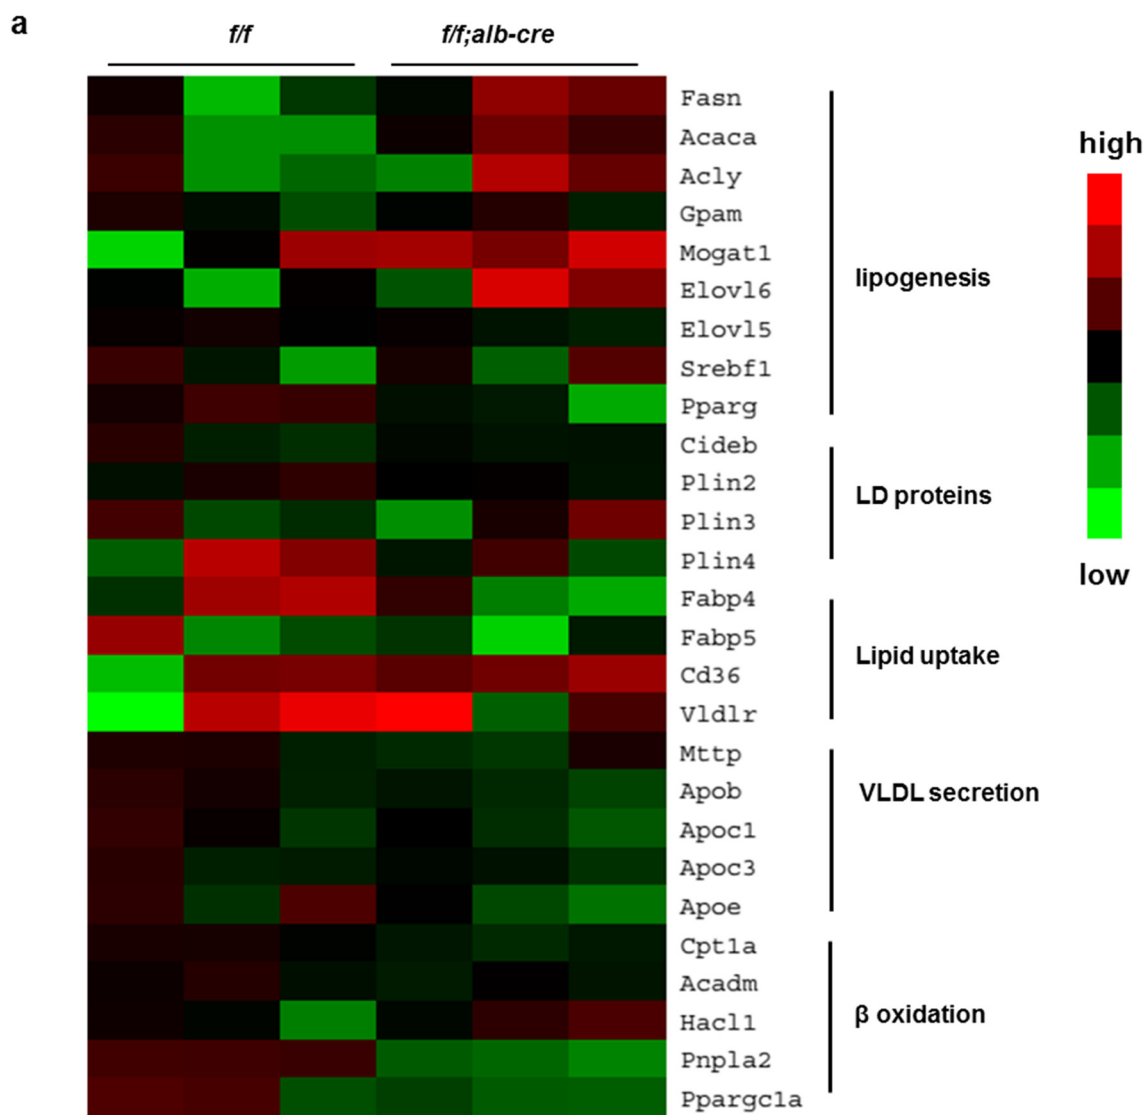 a
f/f
f/f;alb-cre
Fasn
Acaca
Acly
Gpam
Mogat1
Elovl6
Elovl5
Srebf1
Pparg
Cideb
Plin2
Plin3
Plin4
Fabp4
Fabp5
Cd36
Vldlr
Mttp
Apob
Apoc1
Apoc3
Apoe
Cpt1a
Acadm
Hacl1
Pnpla2
Ppargc1a
lipogenesis
LD proteins
Lipid uptake
VLDL secretion
β oxidation
high
low